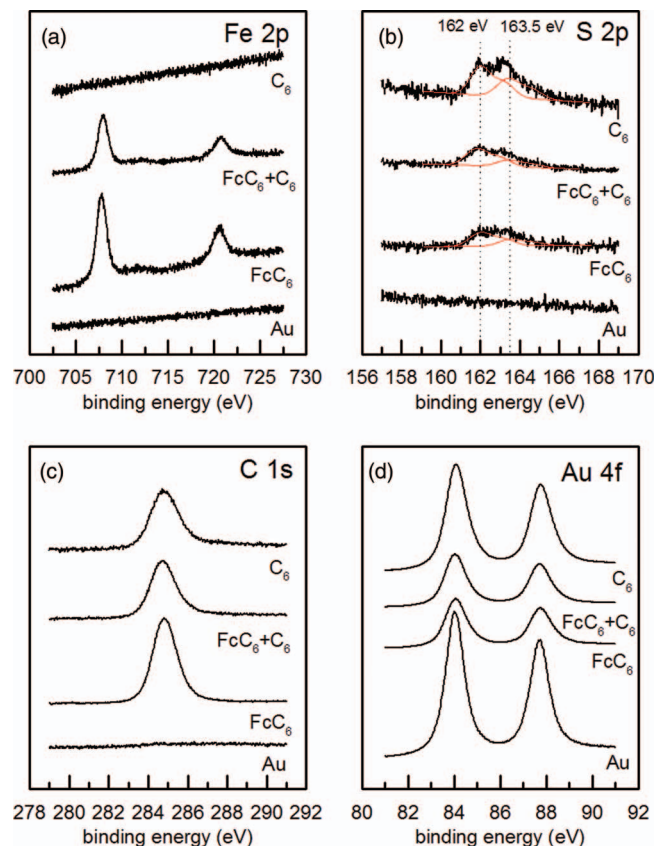 (a) Fe 2p
C₆
FcC₆+C₆
FcC₆
Au
700 705 710 715 720 725 730
binding energy (eV)
162 eV 163.5 eV
(b) S 2p
C₆
FcC₆+C₆
FcC₆
Au
156 158 160 162 164 166 168 170
binding energy (eV)
(c) C 1s
C₆
FcC₆+C₆
FcC₆
Au
278 280 282 284 286 288 290 292
binding energy (eV)
(d) Au 4f
C₆
FcC₆+C₆
FcC₆
Au
80 82 84 86 88 90 92
binding energy (eV)